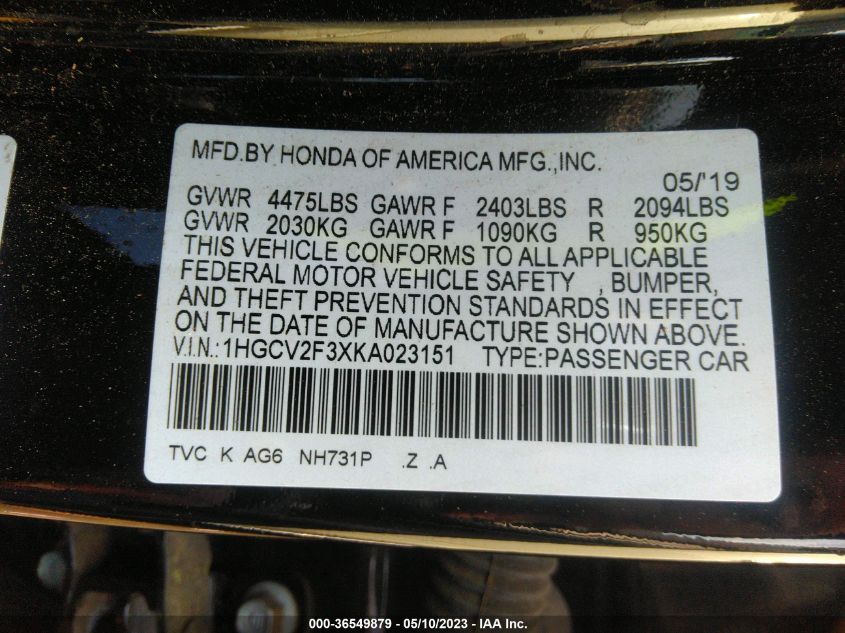 MFD.BY HONDA OF AMERICA MFG.,INC.
05/'19
GVWR 4475LBS GAWR F 2403LBS R 2094LBS
GVWR 2030KG GAWR F 1090KG R 950KG
THIS VEHICLE CONFORMS TO ALL APPLICABLE
FEDERAL MOTOR VEHICLE SAFETY , BUMPER,
AND THEFT PREVENTION STANDARDS IN EFFECT
ON THE DATE OF MANUFACTURE SHOWN ABOVE.
V.I.N.:1HGCV2F3XKA023151 TYPE:PASSENGER CAR
TVC K AG6 NH731P .Z .A
000-36549879 — 05/10/2023 — IAA Inc.